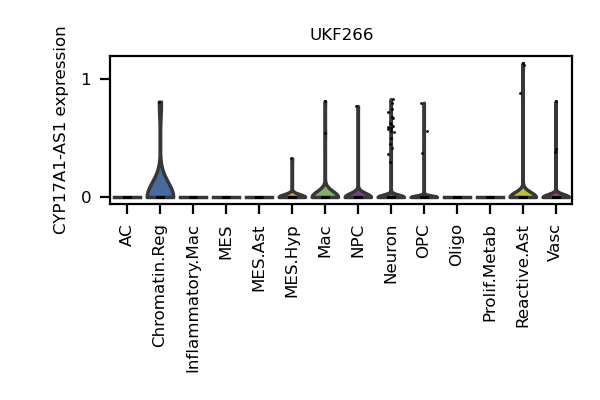 UKF266
CYP17A1-AS1 expression
1
0
AC
Chromatin.Reg
Inflammatory.Mac
MES
MES.Ast
MES.Hyp
Mac
NPC
Neuron
OPC
Oligo
Prolif.Metab
Reactive.Ast
Vasc